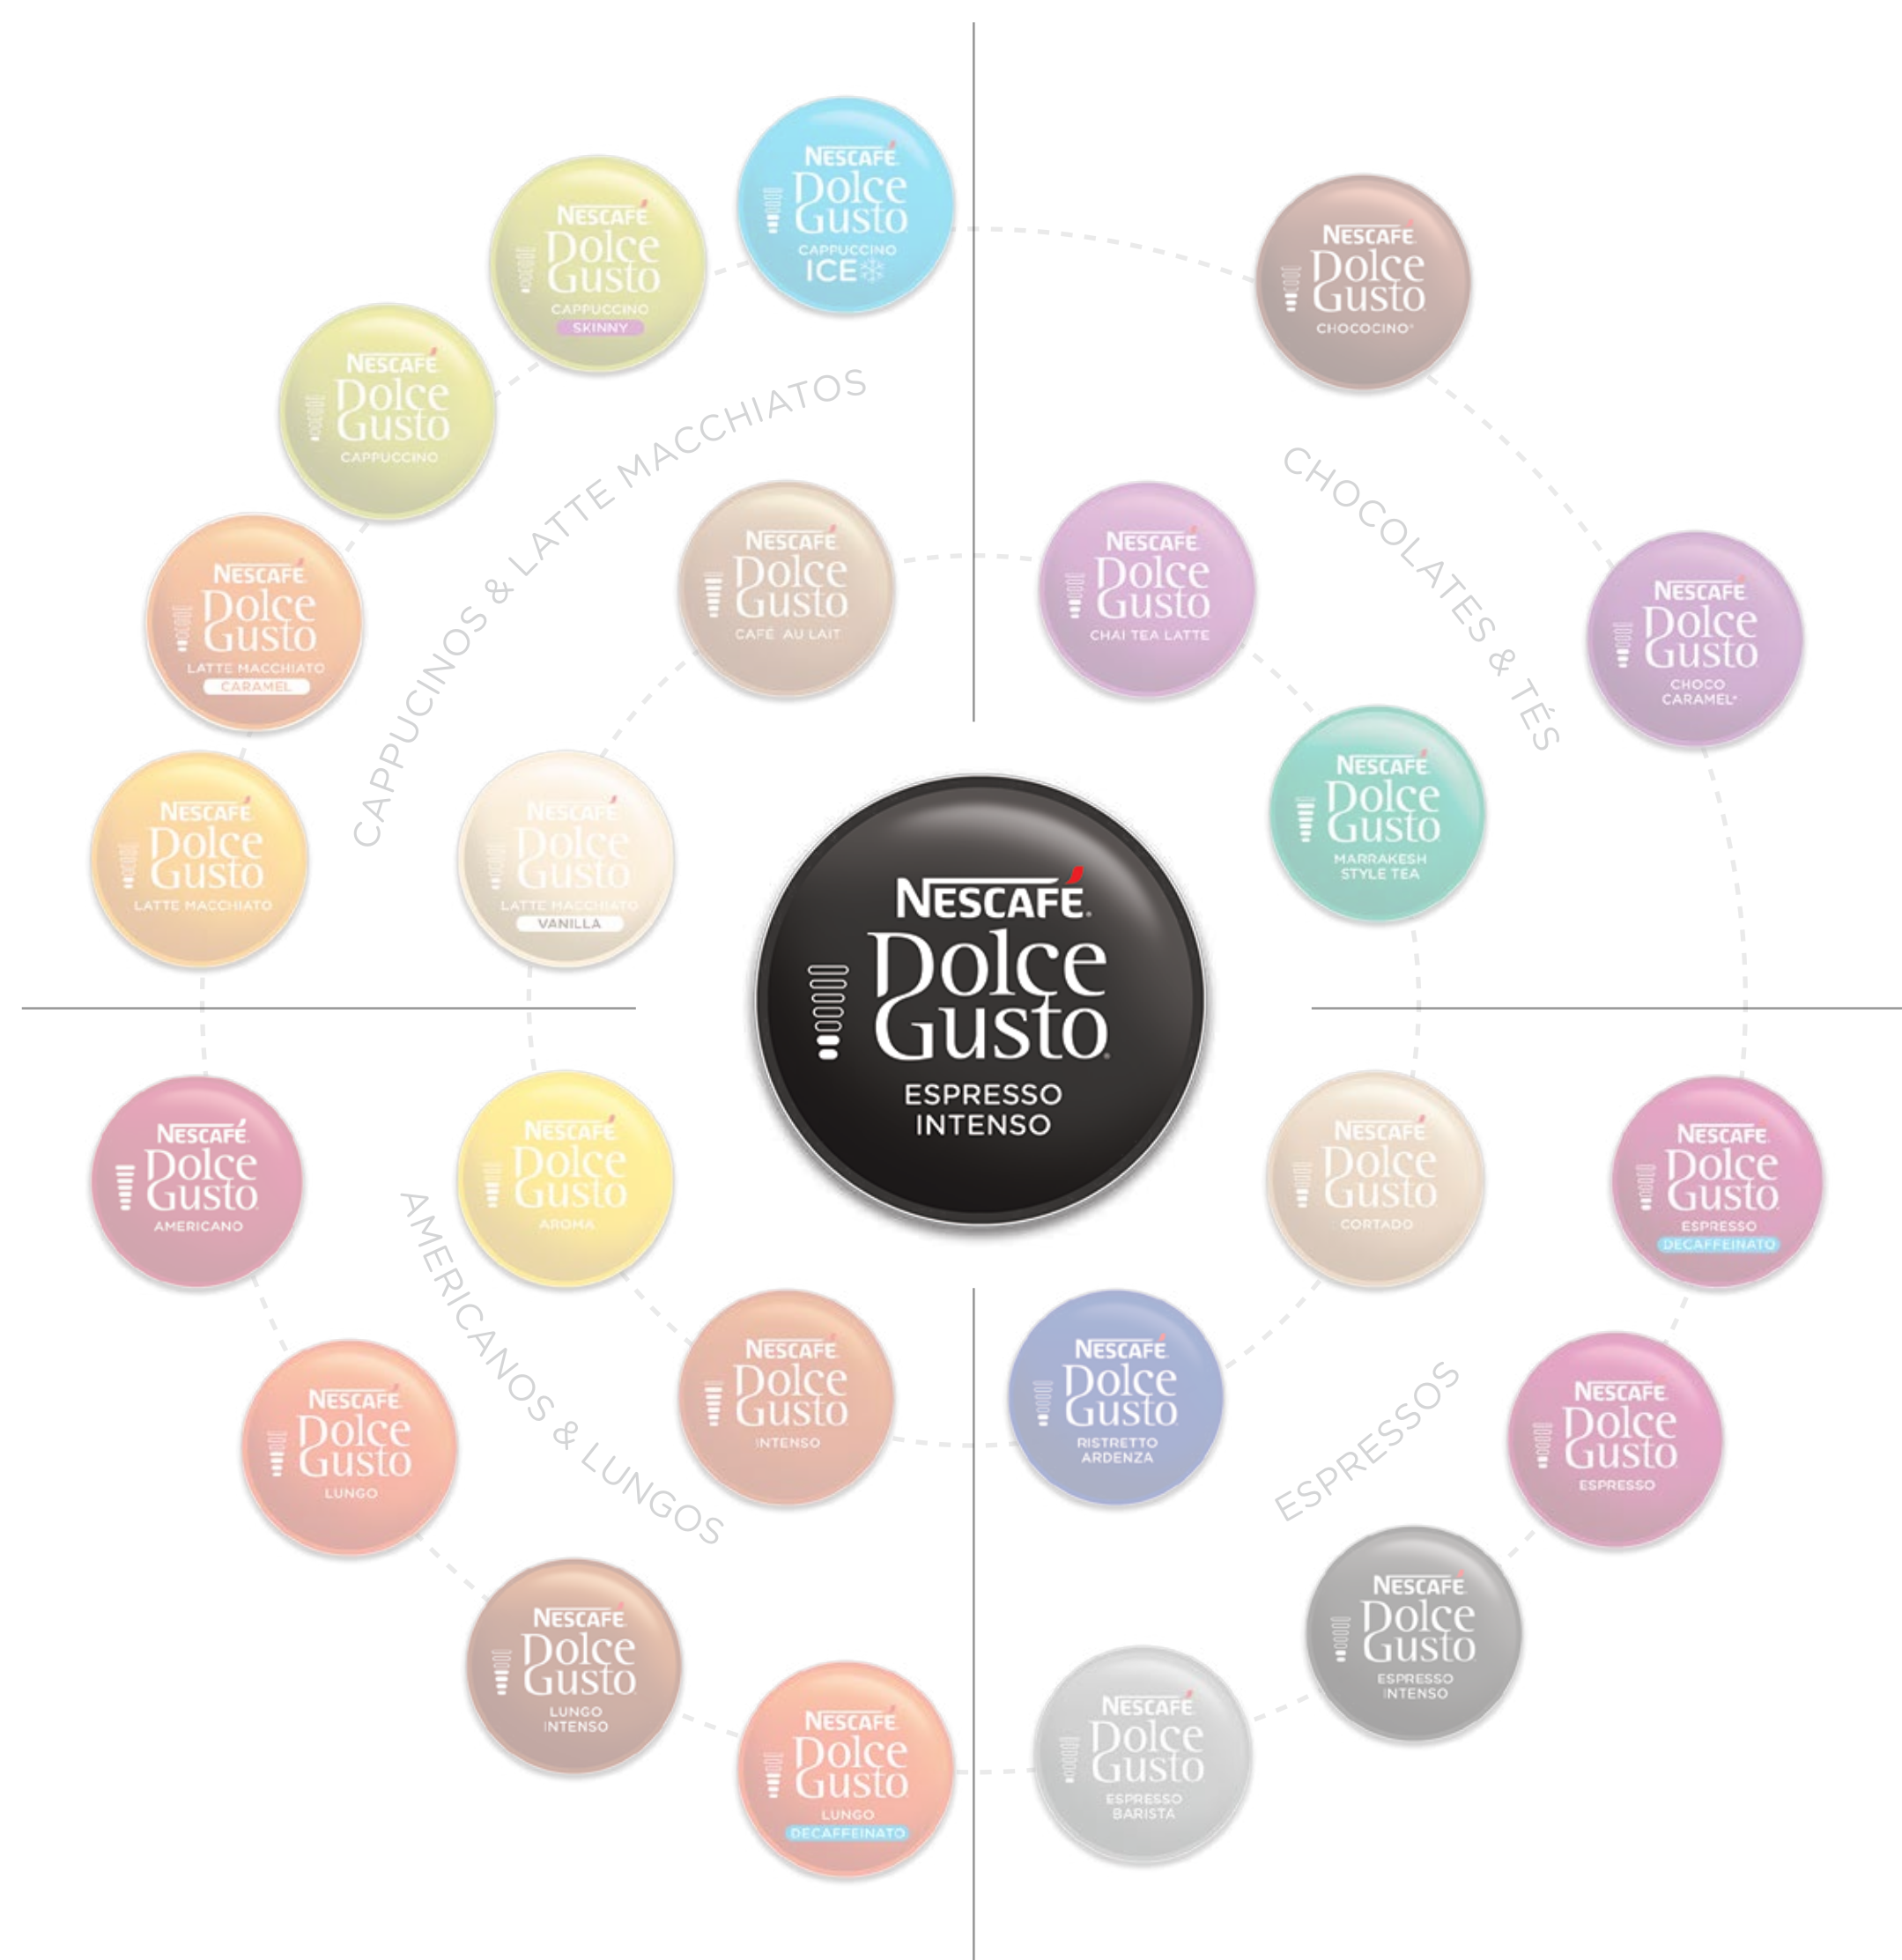 NESCAFÉ
Dolce
Gusto
CAPPUCCINO
ICE
NESCAFÉ
Dolce
Gusto
CAPPUCCINO
SKINNY
NESCAFÉ
Dolce
Gusto
CAPPUCCINO
NESCAFÉ
Dolce
Gusto
LATTE MACCHIATO
CARAMEL
NESCAFÉ
Dolce
Gusto
LATTE MACCHIATO
CAPPUCINOS & LATTE MACCHIATOS
NESCAFÉ
Dolce
Gusto
CAFÉ AU LAIT
NESCAFÉ
Dolce
Gusto
LATTE MACCHIATO
VANILLA
NESCAFÉ
Dolce
Gusto
CHOCOCINO*
CHOCOLATES & TÉS
NESCAFÉ
Dolce
Gusto
CHAI TEA LATTE
NESCAFÉ
Dolce
Gusto
CHOCO
CARAMEL*
NESCAFÉ
Dolce
Gusto
MARRAKESH
STYLE TEA
NESCAFÉ.
Dolce
Gusto
ESPRESSO
INTENSO
NESCAFÉ
Dolce
Gusto
AMERICANO
NESCAFÉ
Dolce
Gusto
AROMA
AMERICANOS & LUNGOS
NESCAFÉ
Dolce
Gusto
INTENSO
NESCAFÉ
Dolce
Gusto
LUNGO
NESCAFÉ
Dolce
Gusto
LUNGO
INTENSO
NESCAFÉ
Dolce
Gusto
LUNGO
DECAFFEINATO
NESCAFÉ
Dolce
Gusto
CORTADO
NESCAFÉ
Dolce
Gusto
ESPRESSO
DECAFFEINATO
NESCAFÉ
Dolce
Gusto
RISTRETTO
ARDENZA
ESPRESSOS
NESCAFÉ
Dolce
Gusto
ESPRESSO
NESCAFÉ
Dolce
Gusto
ESPRESSO
INTENSO
NESCAFÉ
Dolce
Gusto
ESPRESSO
BARISTA